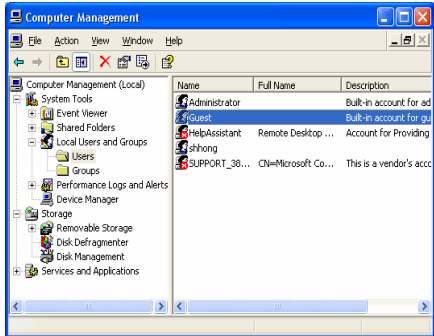 Computer Management
File Action View Window Help
Computer Management (Local)
System Tools
Event Viewer
Shared Folders
Local Users and Groups
Users
Groups
Performance Logs and Alerts
Device Manager
Storage
Removable Storage
Disk Defragmenter
Disk Management
Services and Applications
Name Full Name Description
Administrator Built-in account for ad
Guest Built-in account for gu
HelpAssistant Remote Desktop ... Account for Providing
shhong
SUPPORT_38... CN=Microsoft Co... This is a vendor's acco